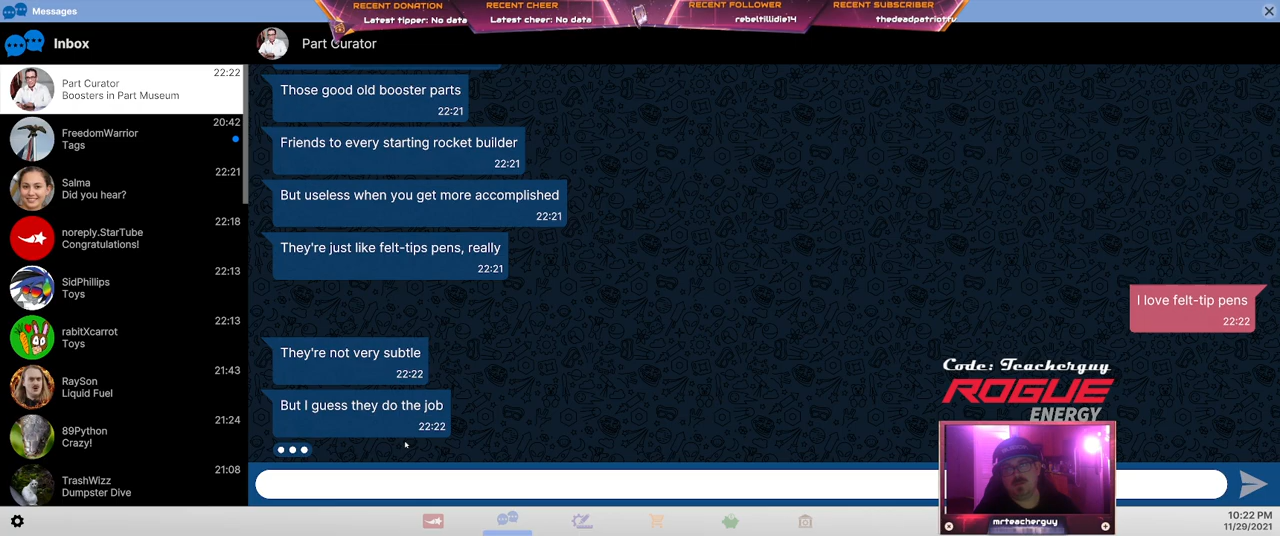 Messages
RECENT DONATION
Latest tipper: No data
RECENT CHEER
Latest cheer: No data
RECENT FOLLOWER
rebeltillidie14
RECENT SUBSCRIBER
thedeadpatriottv
Inbox
Part Curator
22:22
Part Curator
Boosters in Part Museum
20:42
FreedomWarrior
Tags
22:21
Salma
Did you hear?
22:18
noreply.StarTube
Congratulations!
22:13
SidPhillips
Toys
22:13
rabitXcarrot
Toys
21:43
RaySon
Liquid Fuel
21:24
89Python
Crazy!
21:08
TrashWizz
Dumpster Dive
Those good old booster parts
22:21
Friends to every starting rocket builder
22:21
But useless when you get more accomplished
22:21
They're just like felt-tips pens, really
22:21
I love felt-tip pens
22:22
They're not very subtle
22:22
But I guess they do the job
22:22
Code: Teacherguy
ROGUE
ENERGY
mrteacherguy
10:22 PM
11/29/2021